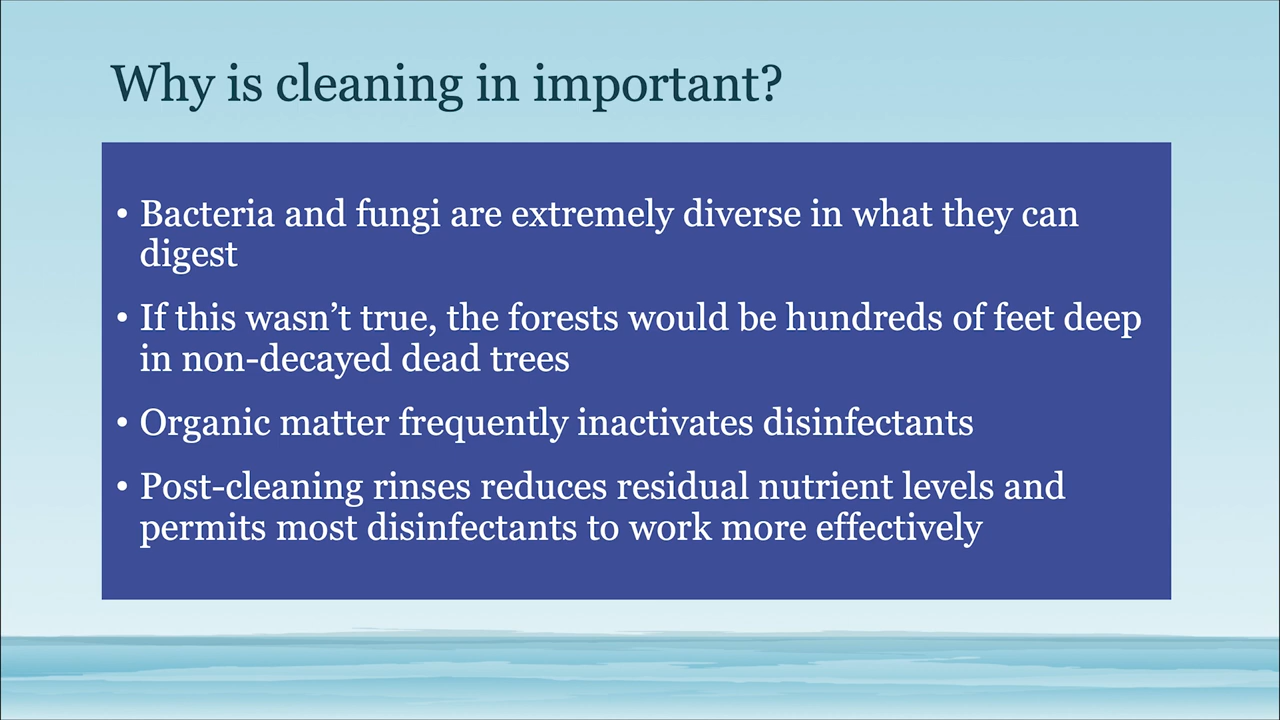 Why is cleaning in important?
• Bacteria and fungi are extremely diverse in what they can
digest
• If this wasn’t true, the forests would be hundreds of feet deep
in non-decayed dead trees
• Organic matter frequently inactivates disinfectants
• Post-cleaning rinses reduces residual nutrient levels and
permits most disinfectants to work more effectively